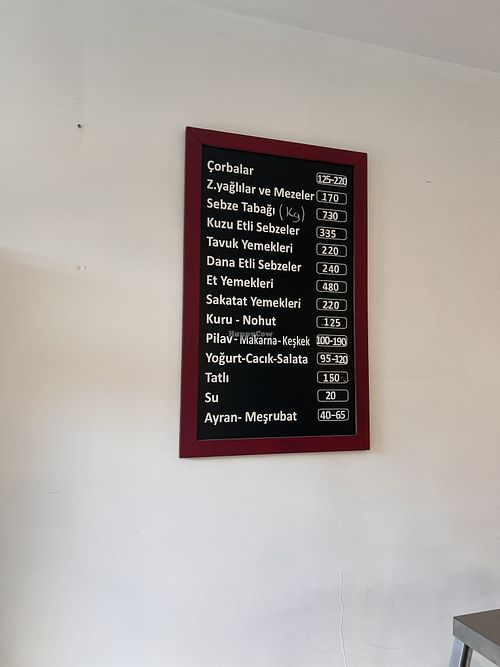 Çorbalar 125-220
Z.yağlılar ve Mezeler 170
Sebze Tabağı (Kg) 730
Kuzu Etli Sebzeler 335
Tavuk Yemekleri 220
Dana Etli Sebzeler 240
Et Yemekleri 480
Sakatat Yemekleri 220
Kuru - Nohut 125
HappyCow
Pilav- Makarna- Keşkek 100-190
Yoğurt-Cacık-Salata 95-120
Tatlı 150
Su 20
Ayran- Meşrubat 40-65